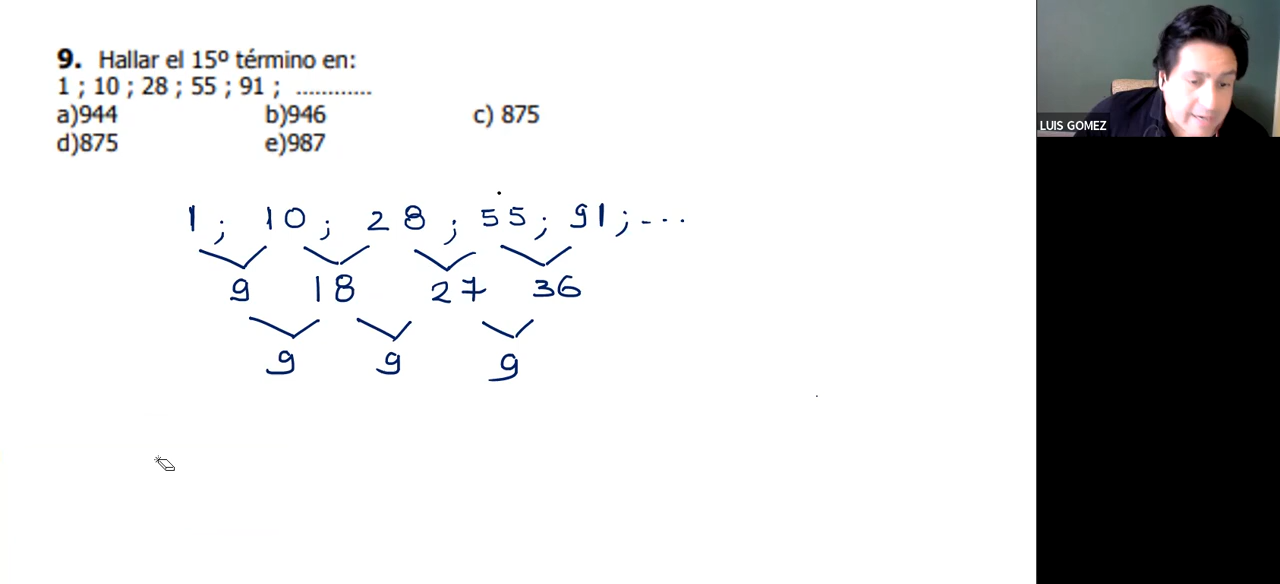 9. Hallar el 15º término en:
1 ; 10 ; 28 ; 55 ; 91 ; ............
a)944 b)946 c) 875
d)875 e)987
LUIS GOMEZ
1 ; 10 ; 28 ; 55 ; 91 ; - ...
9 18 27 36
9 9 9